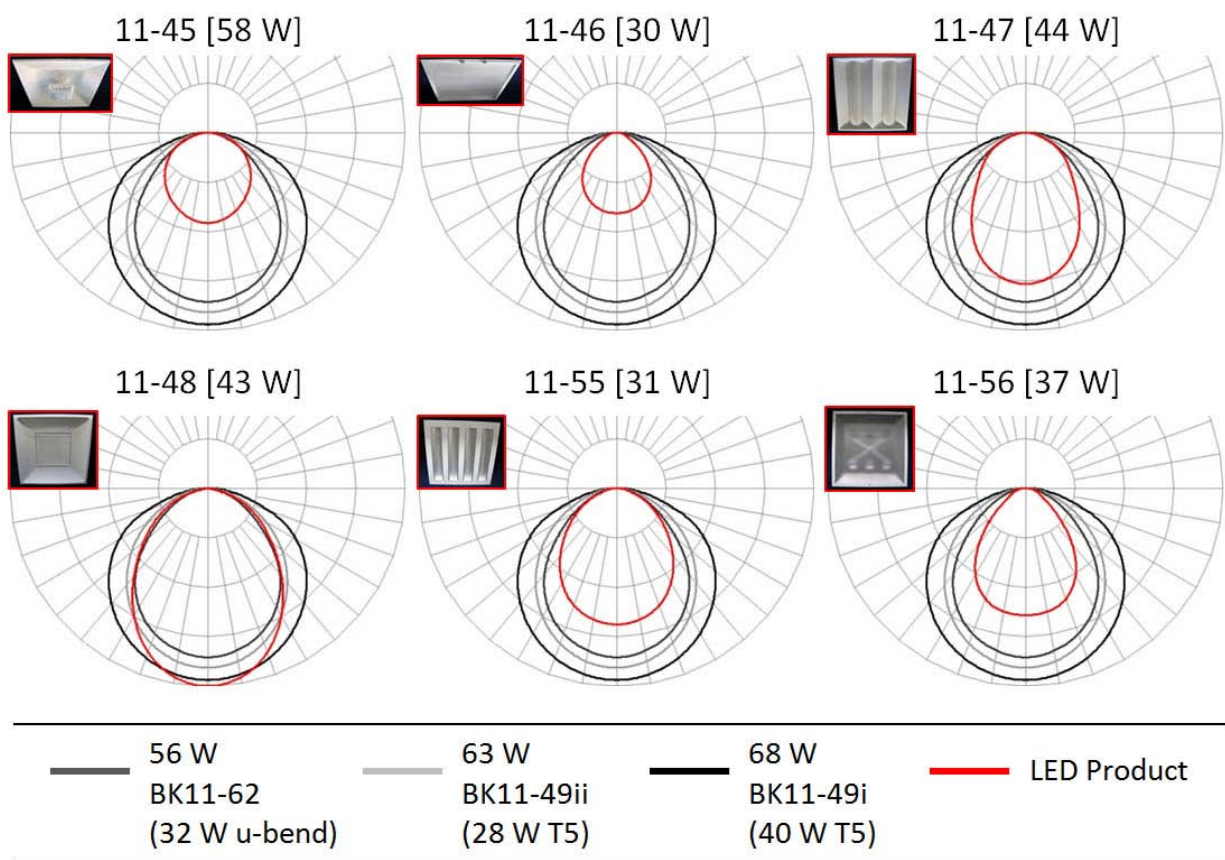 11-45 [58 W]
11-46 [30 W]
11-47 [44 W]
11-48 [43 W]
11-55 [31 W]
11-56 [37 W]
56 W
BK11-62
(32 W u-bend)
63 W
BK11-49ii
(28 W T5)
68 W
BK11-49i
(40 W T5)
LED Product